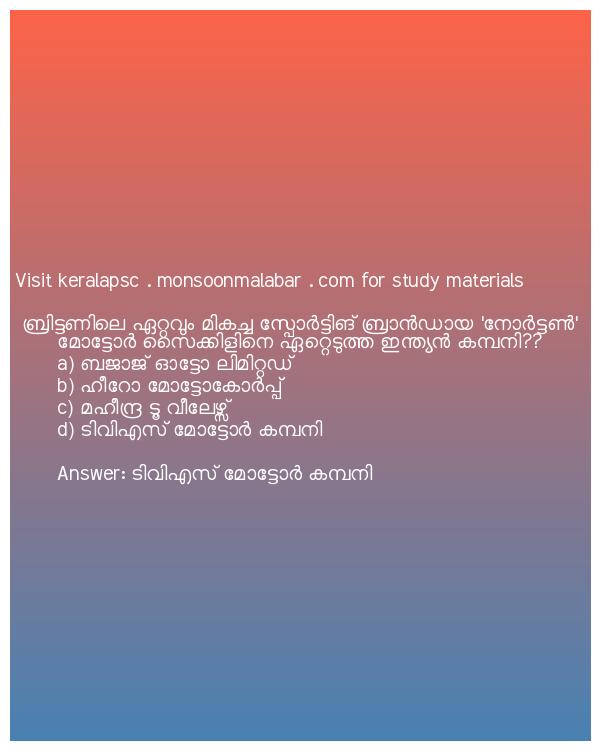 Visit keralapsc . monsoonmalabar . com for study materials
ബ്രിട്ടണിലെ ഏറ്റവും മികച്ച സ്പോർട്ടിങ് ബ്രാൻഡായ 'നോർട്ടൺ'
മോട്ടോർ സൈക്കിളിനെ ഏറ്റെടുത്ത ഇന്ത്യൻ കമ്പനി??
a) ബജാജ് ഓട്ടോ ലിമിറ്റഡ്
b) ഹീറോ മോട്ടോകോർപ്പ്
c) മഹീന്ദ്ര ടൂ വീലേഴ്സ്
d) ടിവിഎസ് മോട്ടോർ കമ്പനി
Answer: ടിവിഎസ് മോട്ടോർ കമ്പനി